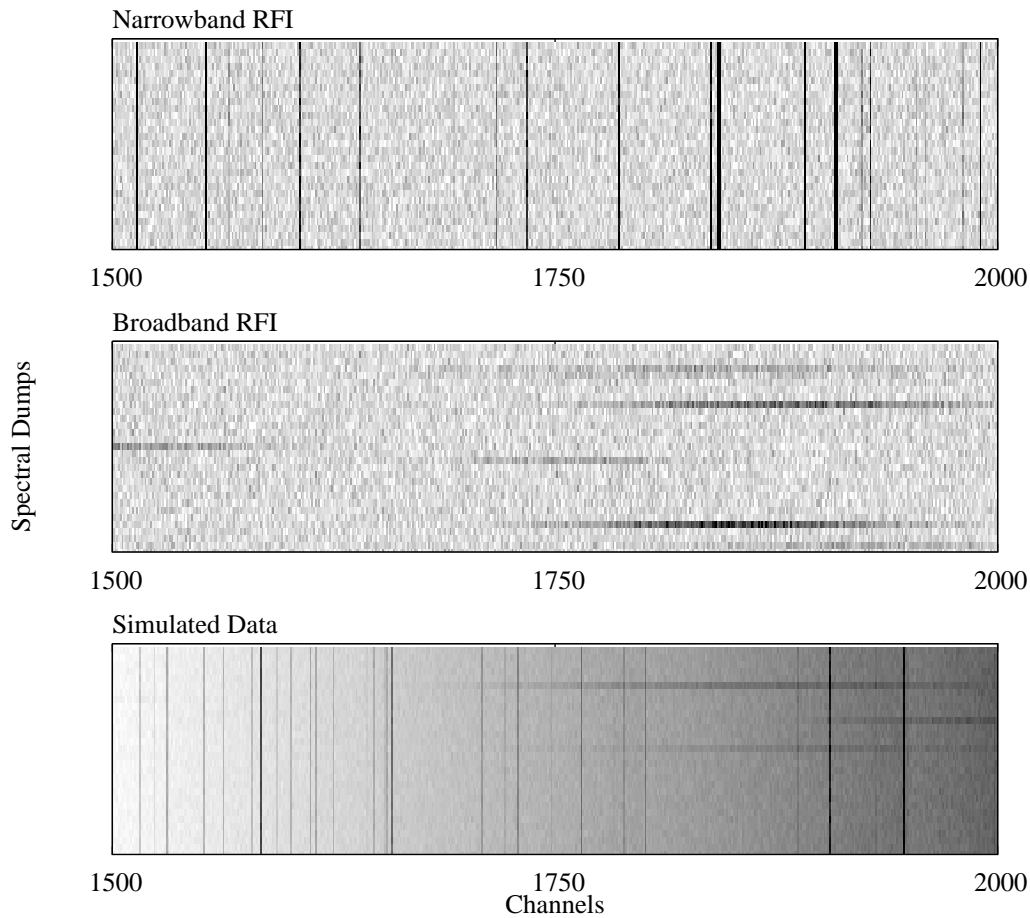 Narrowband RFI
1500 1750 2000
Broadband RFI
Spectral Dumps
1500 1750 2000
Simulated Data
1500 1750 2000
Channels